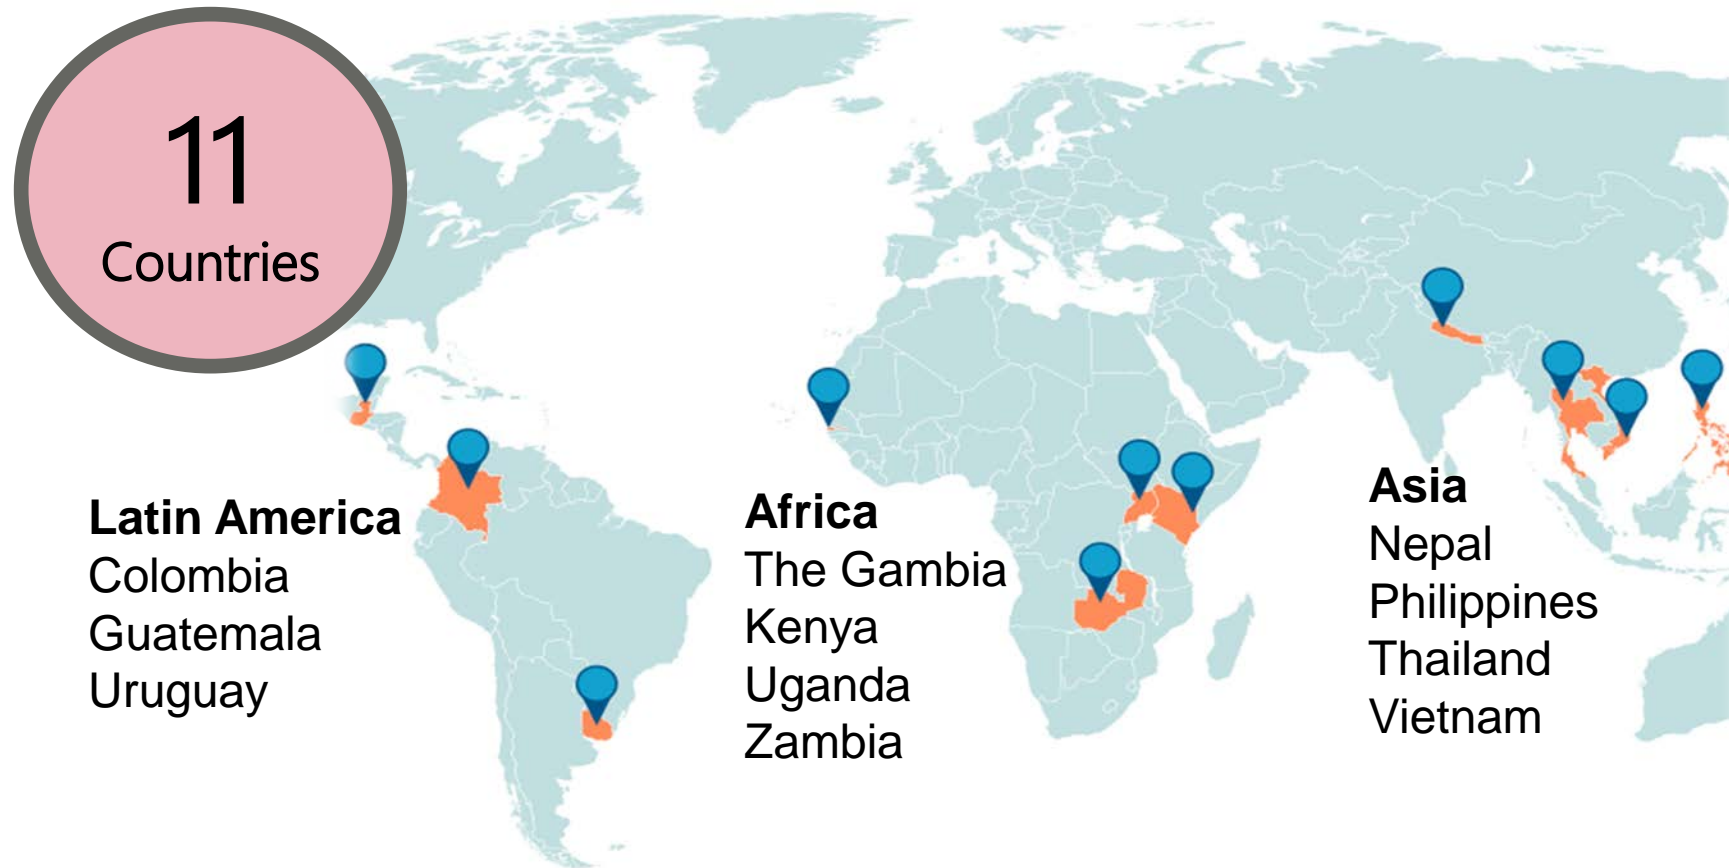 11
Countries
Latin America
Colombia
Guatemala
Uruguay
Africa
The Gambia
Kenya
Uganda
Zambia
Asia
Nepal
Philippines
Thailand
Vietnam